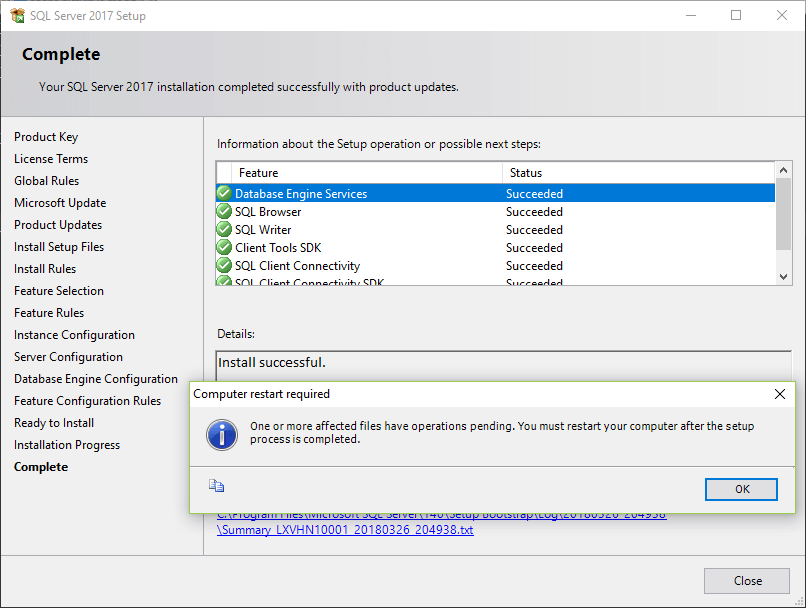 SQL Server 2017 Setup
Complete
Your SQL Server 2017 installation completed successfully with product updates.
Product Key
License Terms
Global Rules
Microsoft Update
Product Updates
Install Setup Files
Install Rules
Feature Selection
Feature Rules
Instance Configuration
Server Configuration
Database Engine Configuration
Feature Configuration Rules
Ready to Install
Installation Progress
Complete
Information about the Setup operation or possible next steps:
Feature Status
Database Engine Services Succeeded
SQL Browser Succeeded
SQL Writer Succeeded
Client Tools SDK Succeeded
SQL Client Connectivity Succeeded
SQL Client Connectivity SDK Succeeded
Details:
Install successful.
Computer restart required
One or more affected files have operations pending. You must restart your computer after the setup
process is completed.
OK
C:\Program Files\Microsoft SQL Server\140\Setup Bootstrap\Log\20180326_204938
\Summary_LXVHN10001_20180326_204938.txt
Close